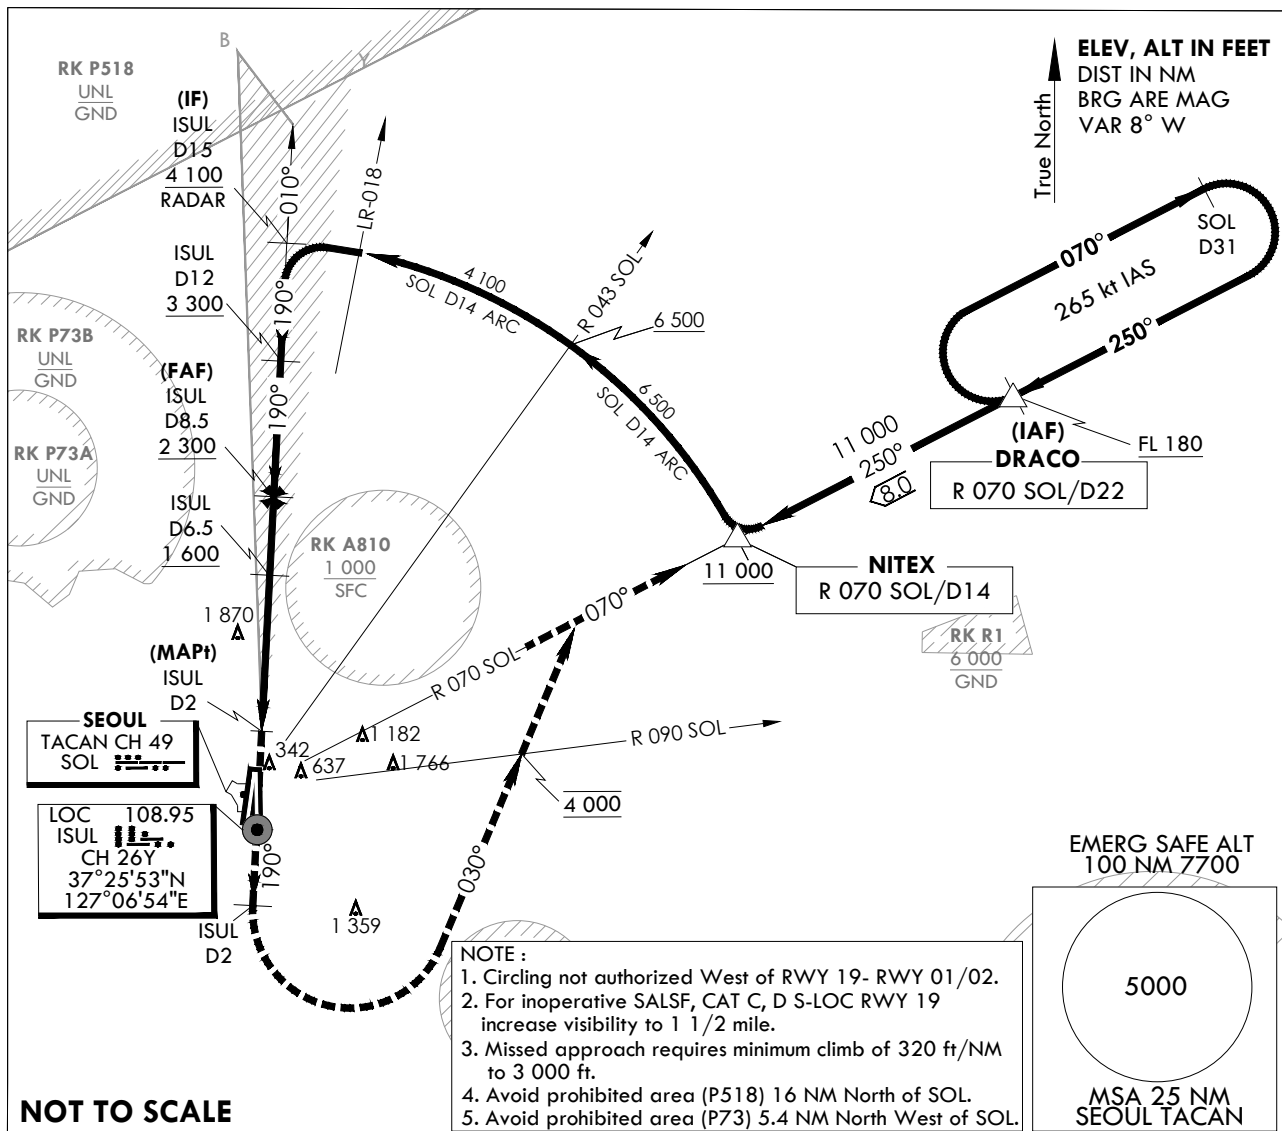 B
Y
RK P518
UNL
GND
(IF)
ISUL
D15
4 100
RADAR
ISUL
D12
3 300
(FAF)
ISUL
D8.5
2 300
ISUL
D6.5
1 600
(MAPt)
ISUL
D2
RK P73B
UNL
GND
RK P73A
UNL
GND
010°
LR-018
190°
190°
4 100
SOL D14 ARC
R 043 SOL
6 500
6 500
SOL D14 ARC
True North
ELEV, ALT IN FEET
DIST IN NM
BRG ARE MAG
VAR 8° W
070°
SOL
D31
265 kt IAS
250°
11 000
250°
8.0
(IAF)
DRACO
R 070 SOL/D22
FL 180
11 000
NITEX
R 070 SOL/D14
RK A810
1 000
SFC
RK R1
6 000
GND
070°
R 070 SOL
R 090 SOL
1 870
342
637
1 182
1 766
4 000
030°
1 359
SEOUL
TACAN CH 49
SOL
LOC 108.95
ISUL
CH 26Y
37°25'53"N
127°06'54"E
190°
ISUL
D2
NOTE :
1. Circling not authorized West of RWY 19- RWY 01/02.
2. For inoperative SALSF, CAT C, D S-LOC RWY 19
increase visibility to 1 1/2 mile.
3. Missed approach requires minimum climb of 320 ft/NM
to 3 000 ft.
4. Avoid prohibited area (P518) 16 NM North of SOL.
5. Avoid prohibited area (P73) 5.4 NM North West of SOL.
EMERG SAFE ALT
100 NM 7700
5000
MSA 25 NM
SEOUL TACAN
NOT TO SCALE